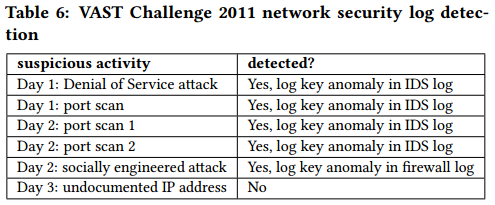 Table 6: VAST Challenge 2011 network security log detec-
tion
suspicious activity detected?
Day 1: Denial of Service attack Yes, log key anomaly in IDS log
Day 1: port scan Yes, log key anomaly in IDS log
Day 2: port scan 1 Yes, log key anomaly in IDS log
Day 2: port scan 2 Yes, log key anomaly in IDS log
Day 2: socially engineered attack Yes, log key anomaly in firewall log
Day 3: undocumented IP address No